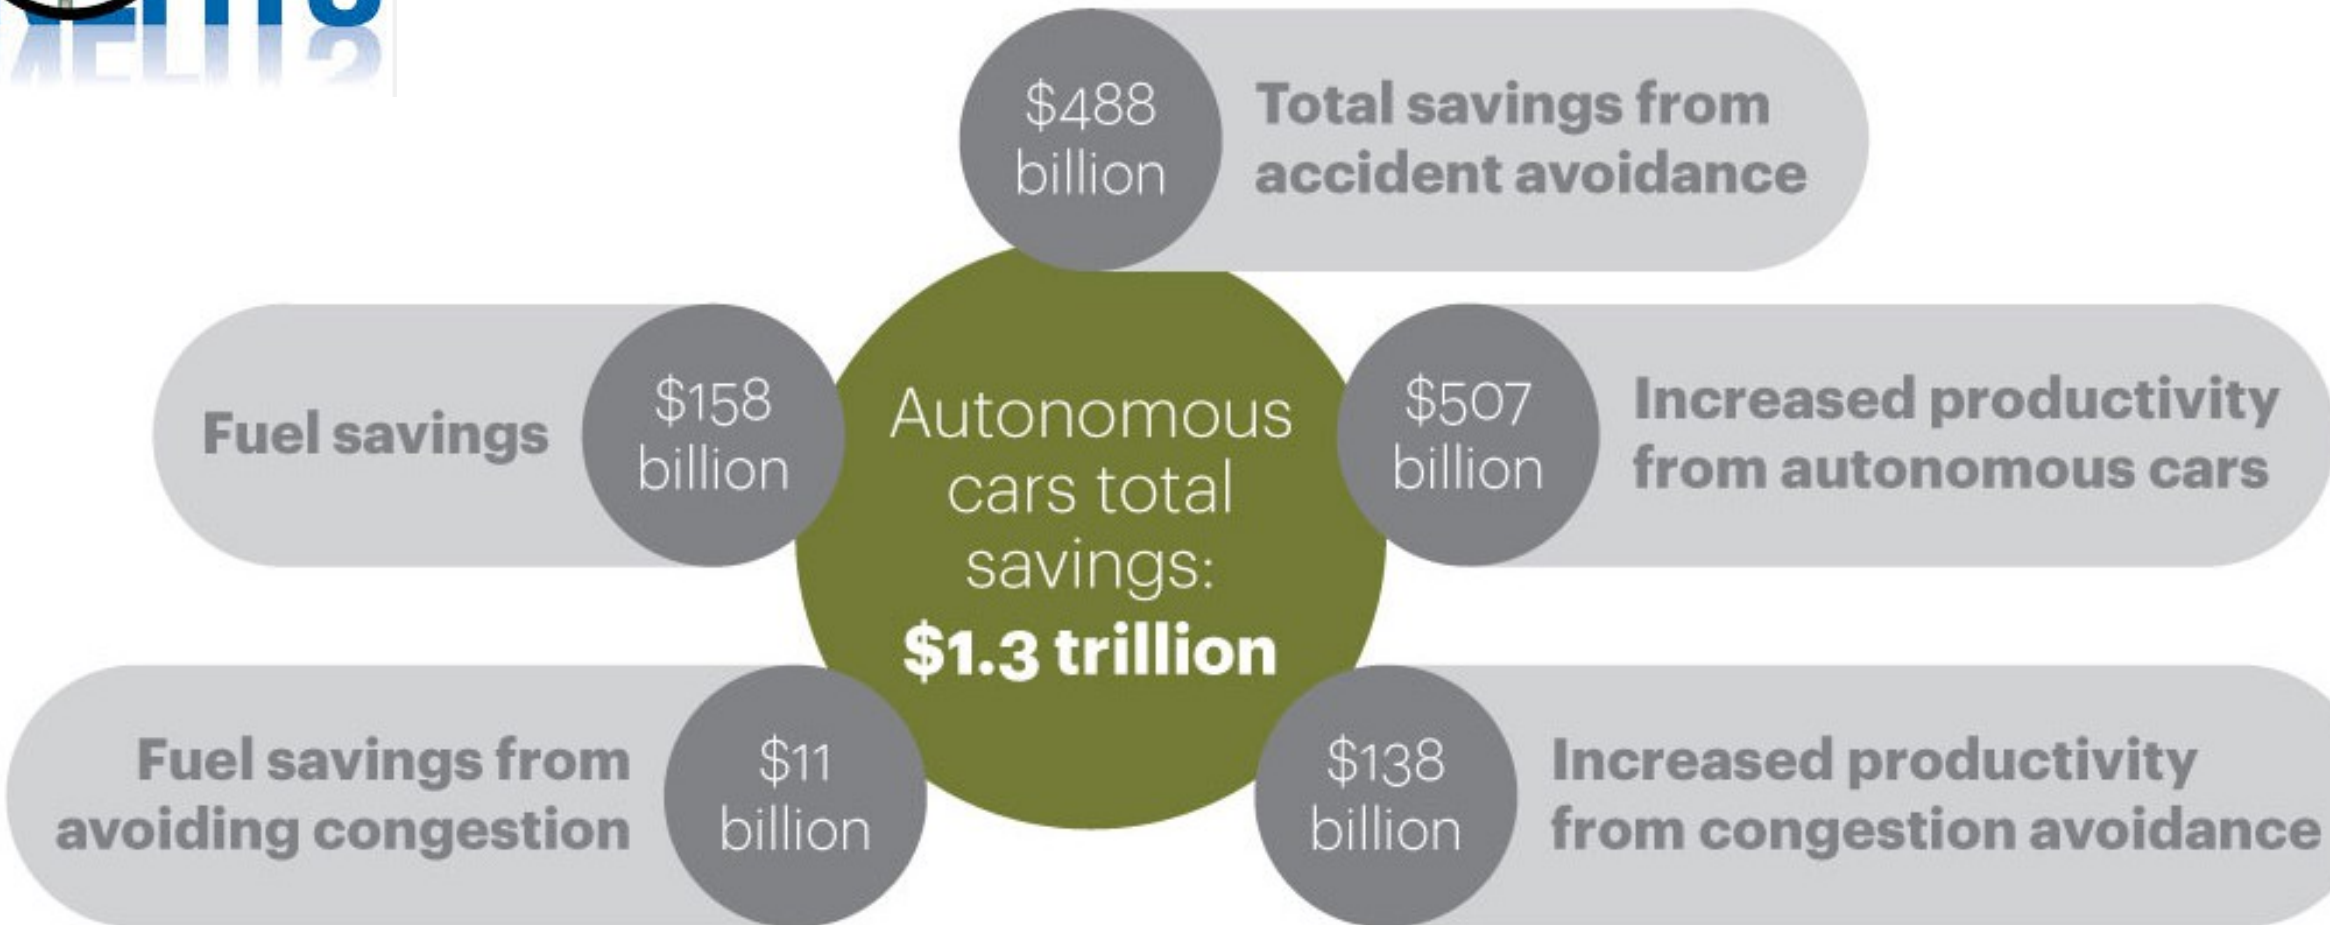 $488
billion
Total savings from
accident avoidance
Fuel savings
$158
billion
Autonomous
cars total
savings:
$1.3 trillion
$507
billion
Increased productivity
from autonomous cars
Fuel savings from
avoiding congestion
$11
billion
$138
billion
Increased productivity
from congestion avoidance